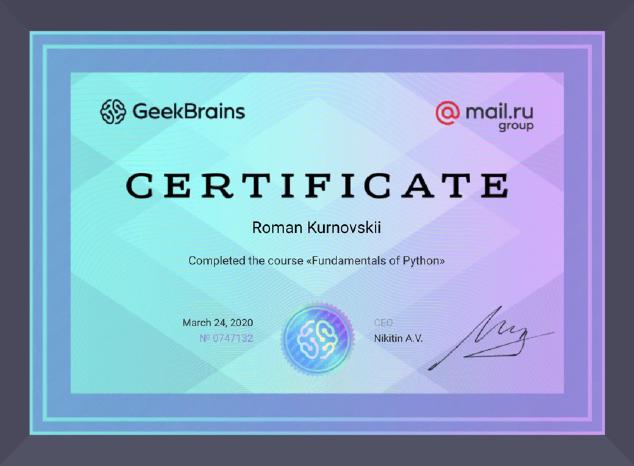 GeekBrains
@mail.ru
group
CERTIFICATE
Roman Kurnovskii
Completed the course «Fundamentals of Python»
March 24, 2020
№ 0747132
CEO
Nikitin A.V.